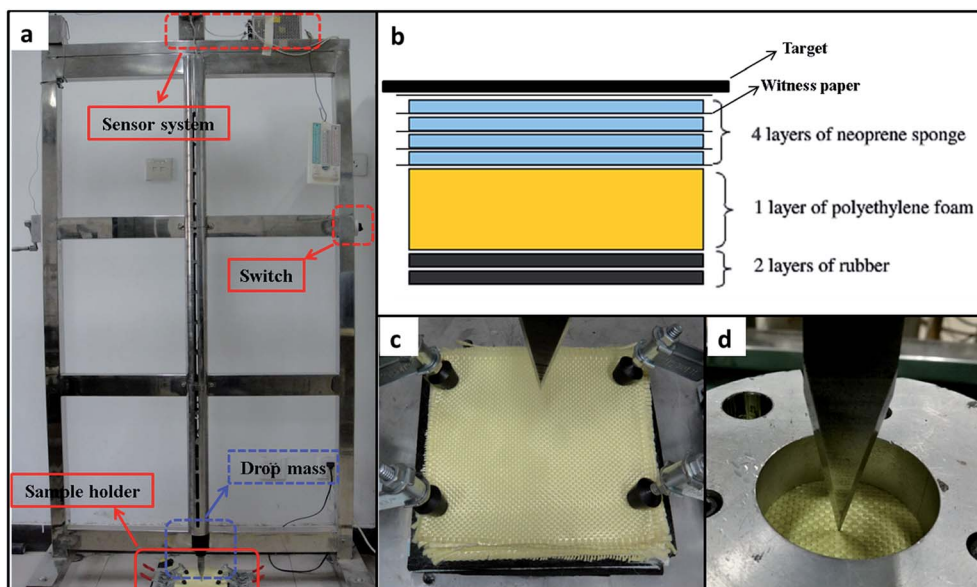 a
Sensor system
Switch
Drop mass
Sample holder
b
Target
Witness paper
4 layers of neoprene sponge
1 layer of polyethylene foam
2 layers of rubber
c
d